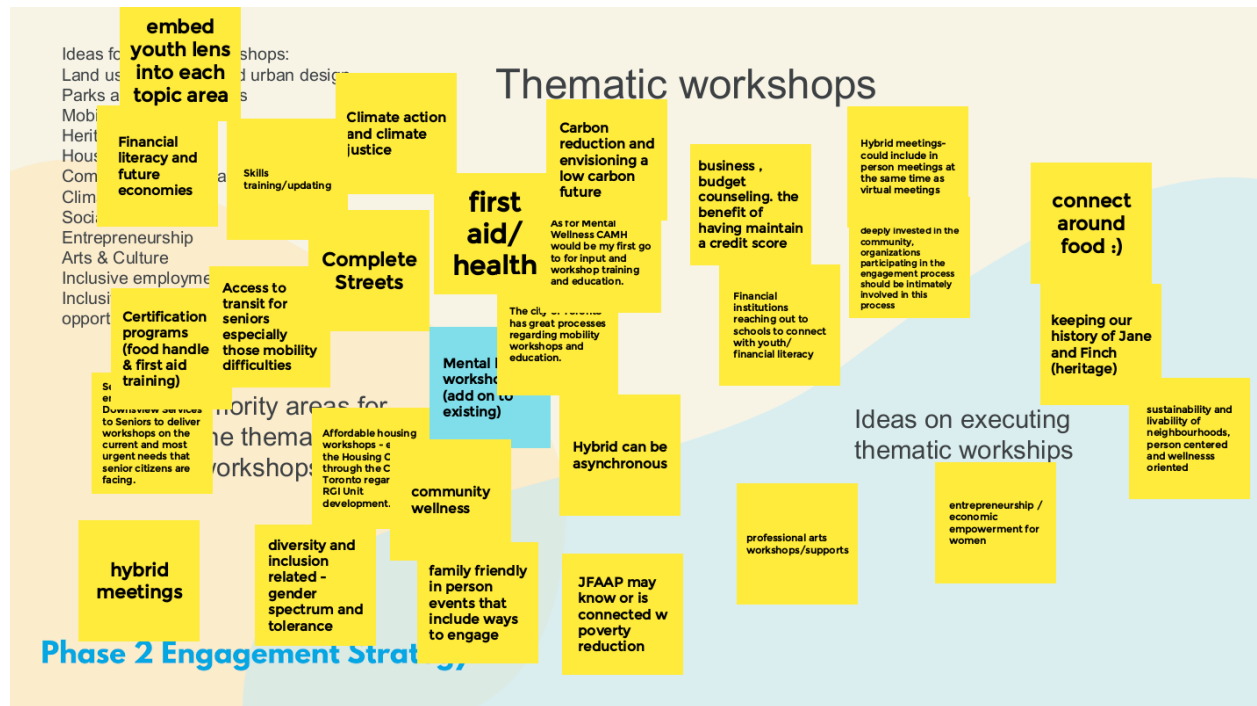 Thematic workshops
Ideas fo
shops:
Land us
d urban design
Parks a
s
Mobi
Herit
Hous
Com
a
Clim
Socia
Entrepreneurship
Arts & Culture
Inclusive employme
Inclusi
oppor
embed
youth lens
into each
topic area
Financial
literacy and
future
economies
Skills
training/updating
Climate action
and climate
justice
Complete
Streets
Access to
transit for
seniors
especially
those mobility
difficulties
Certification
programs
(food handle
& first aid
training)
Downsview Services
to Seniors to deliver
workshops on the
current and most
urgent needs that
senior citizens are
facing.
iority areas for
he thema
workshops
first
aid/
health
Carbon
reduction and
envisioning a
low carbon
future
As for Mental
Wellness CAMH
would be my first go
to for input and
workshop training
and education.
The city of Toronto
has great processes
regarding mobility
workshops and
education.
Mental
worksho
(add on to
existing)
Affordable housing
workshops - e
the Housing C
through the C
Toronto regar
RGI Unit
development.
community
wellness
Hybrid can be
asynchronous
business ,
budget
counseling. the
benefit of
having maintain
a credit score
Financial
institutions
reaching out to
schools to connect
with youth/
financial literacy
Hybrid meetings-
could include in
person meetings at
the same time as
virtual meetings
deeply invested in the
community,
organizations
participating in the
engagement process
should be intimately
involved in this
process
connect
around
food :)
keeping our
history of Jane
and Finch
(heritage)
sustainability and
livability of
neighbourhoods,
person centered
and wellnesss
oriented
Ideas on executing
thematic workships
entrepreneurship /
economic
empowerment for
women
professional arts
workshops/supports
hybrid
meetings
diversity and
inclusion
related -
gender
spectrum and
tolerance
family friendly
in person
events that
include ways
to engage
JFAAP may
know or is
connected w
poverty
reduction
Phase 2 Engagement Strategy